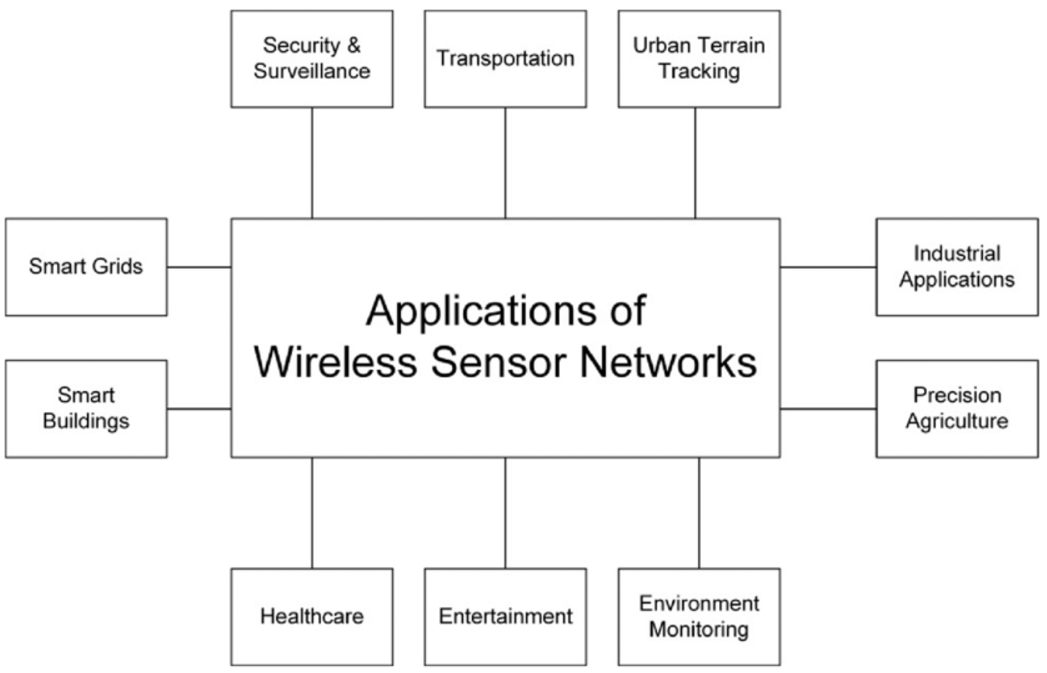 Security &
Surveillance
Transportation
Urban Terrain
Tracking
Smart Grids
Industrial
Applications
Applications of
Wireless Sensor Networks
Smart
Buildings
Precision
Agriculture
Healthcare
Entertainment
Environment
Monitoring